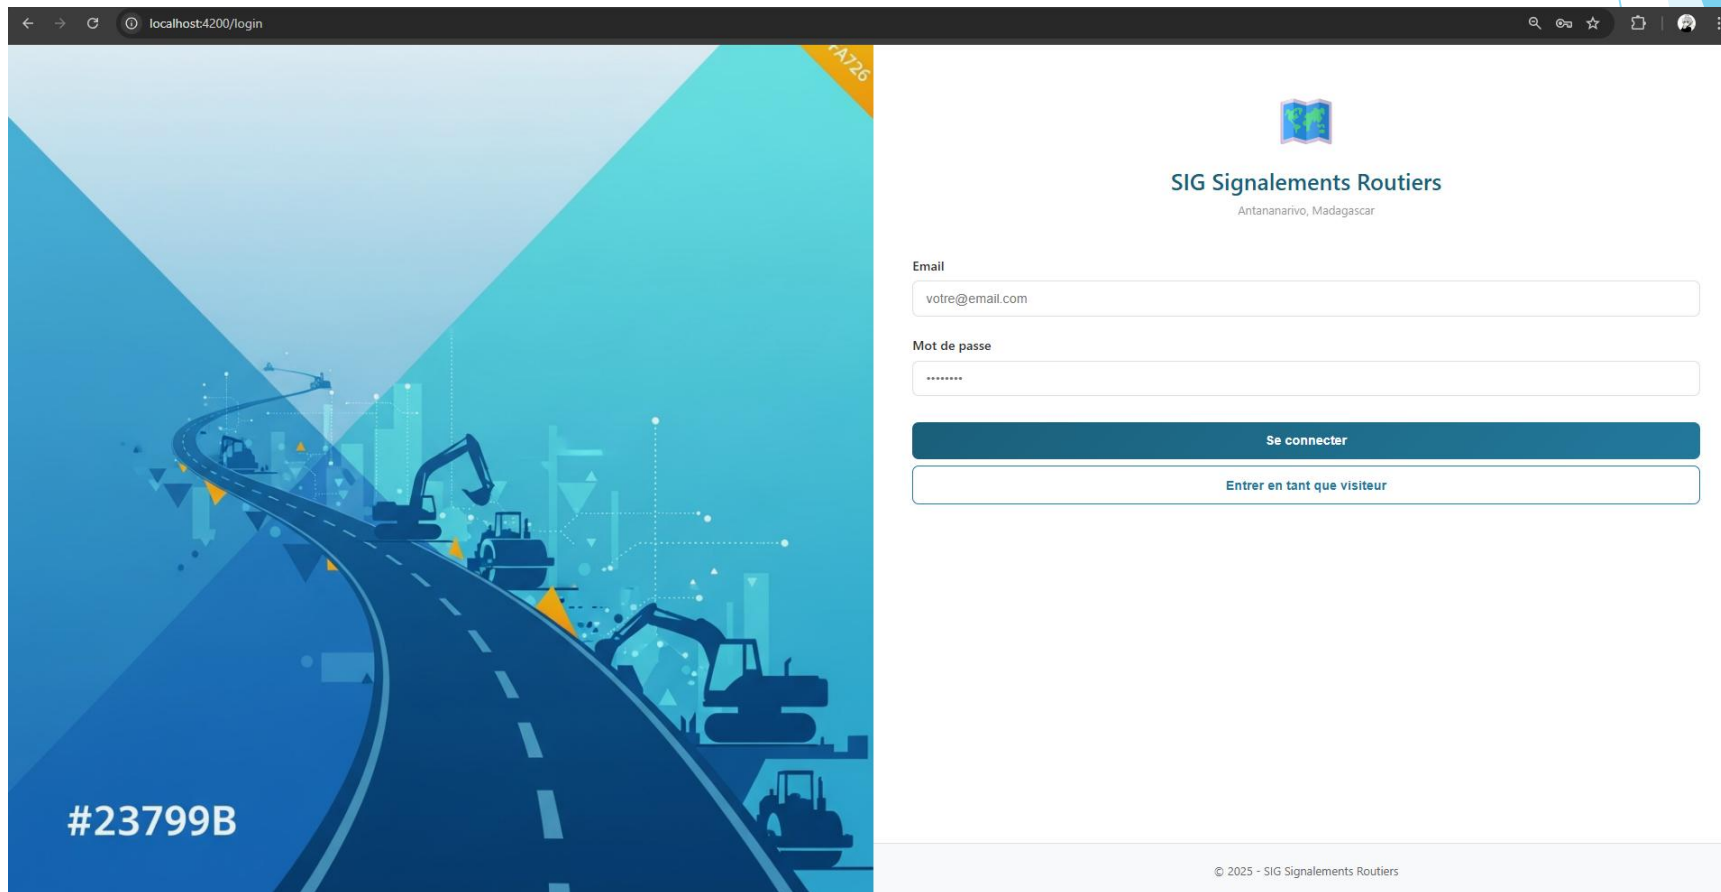 localhost:4200/login
FA726
#23799B
SIG Signalements Routiers
Antananarivo, Madagascar
Email
votre@email.com
Mot de passe
••••••••
Se connecter
Entrer en tant que visiteur
© 2025 - SIG Signalements Routiers